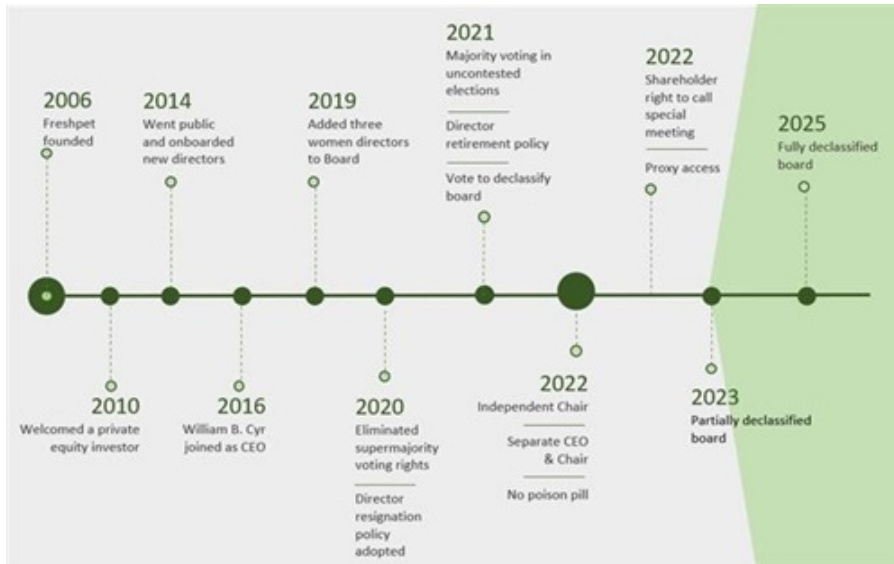 2006
Freshpet
founded
2014
Went public
and onboarded
new directors
2019
Added three
women directors
to Board
2021
Majority voting in
uncontested
elections
Director
retirement policy
Vote to declassify
board
2022
Shareholder
right to call
special
meeting
Proxy access
2025
Fully declassified
board
2010
Welcomed a private
equity investor
2016
William B. Cyr
joined as CEO
2020
Eliminated
supermajority
voting rights
Director
resignation
policy
adopted
2022
Independent Chair
Separate CEO
& Chair
No poison pill
2023
Partially declassified
board